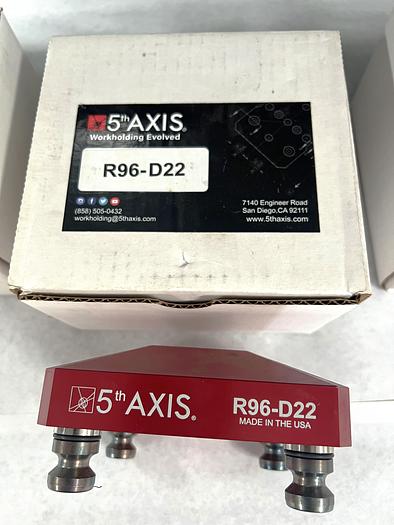 5th AXIS®
Workholding Evolved
R96-D22
(858) 505-0432
workholding@5thaxis.com
7140 Engineer Road
San Diego,CA 92111
www.5thaxis.com
5th AXIS®
R96-D22
MADE IN THE USA